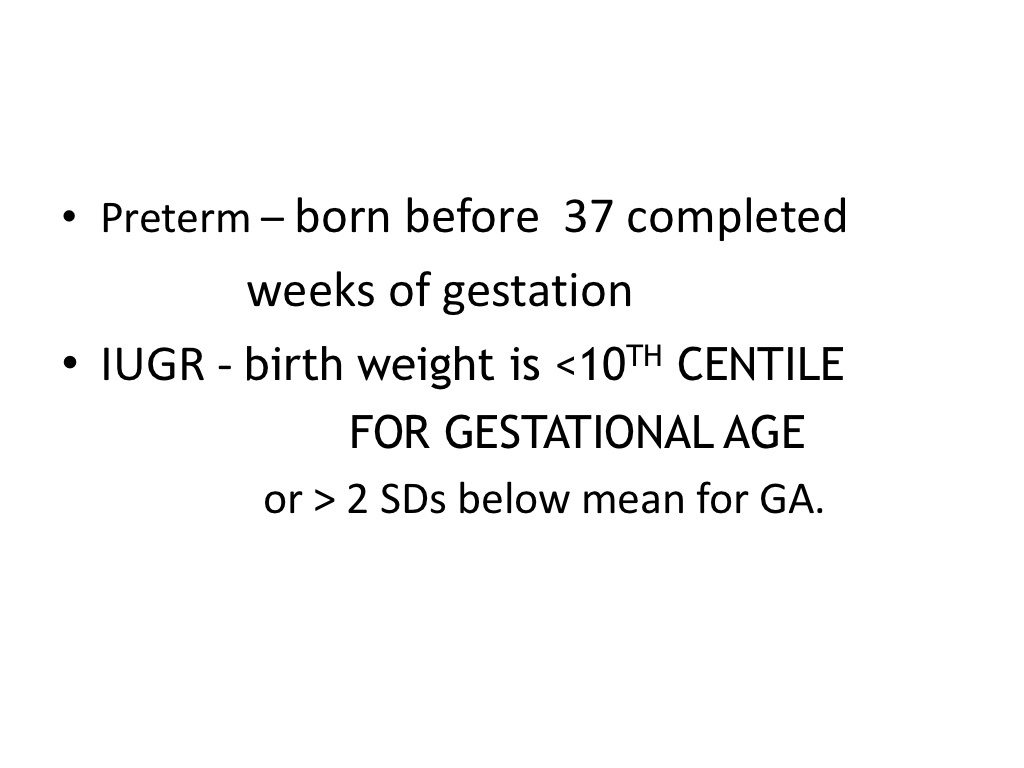 • Preterm – born before  37 completed
weeks of gestation
• IUGR - birth weight is <10TH CENTILE
FOR GESTATIONAL AGE
or > 2 SDs below mean for GA.